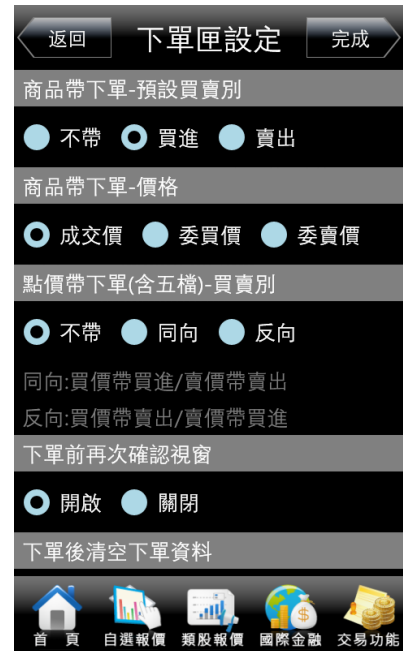 返回 下單匣設定 完成
商品帶下單-預設買賣別
不帶 買進 賣出
商品帶下單-價格
成交價 委買價 委賣價
點價帶下單(含五檔)-買賣別
不帶 同向 反向
同向:買價帶買進/賣價帶賣出
反向:買價帶賣出/賣價帶買進
下單前再次確認視窗
開啟 關閉
下單後清空下單資料
首頁 自選報價 類股報價 國際金融 交易功能